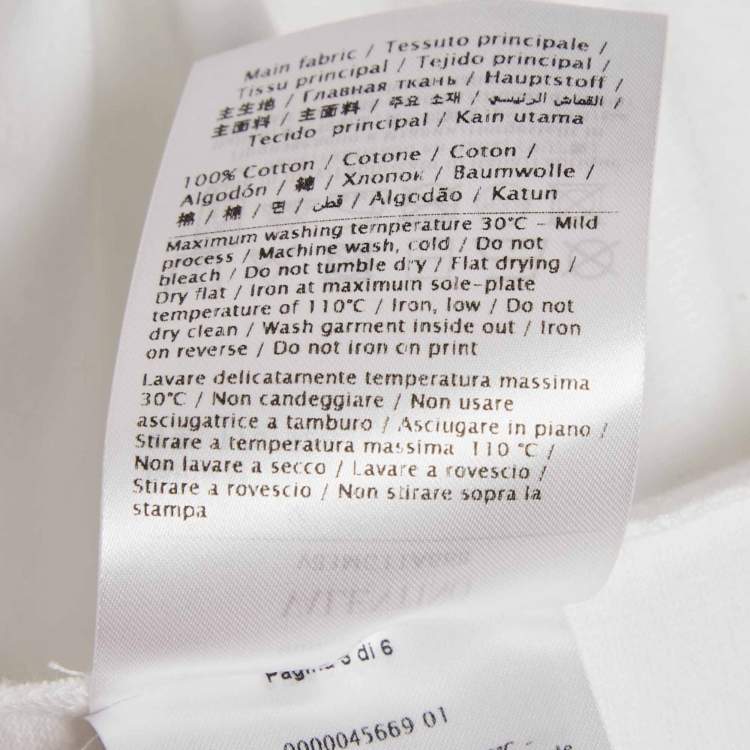 Main fabric / Tessuto principale /
Tissu principal / Tejido principal /
主生地 / Главная ткань / Hauptstoff /
主面料 / 主面料 / 주요 소재 / القماش الرئيسي /
Tecido principal / Kain utama
100% Cotton / Cotone / Coton /
Algodón / 綿 / Хлопок / Baumwolle /
棉 / 棉 / 면 / قطن / Algodão / Katun
Maximum washing temperature 30°C - Mild
process / Machine wash, cold / Do not
bleach / Do not tumble dry / Flat drying /
Dry flat / Iron at maximum sole-plate
temperature of 110°C / Iron, low / Do not
dry clean / Wash garment inside out / Iron
on reverse / Do not iron on print
Lavare delicatamente temperatura massima
30°C / Non candeggiare / Non usare
asciugatrice a tamburo / Asciugare in piano /
Stirare a temperatura massima 110 °C /
Non lavare a secco / Lavare a rovescio /
Stirare a rovescio / Non stirare sopra la
stampa
VALENTINO
di 6
0000045669 01